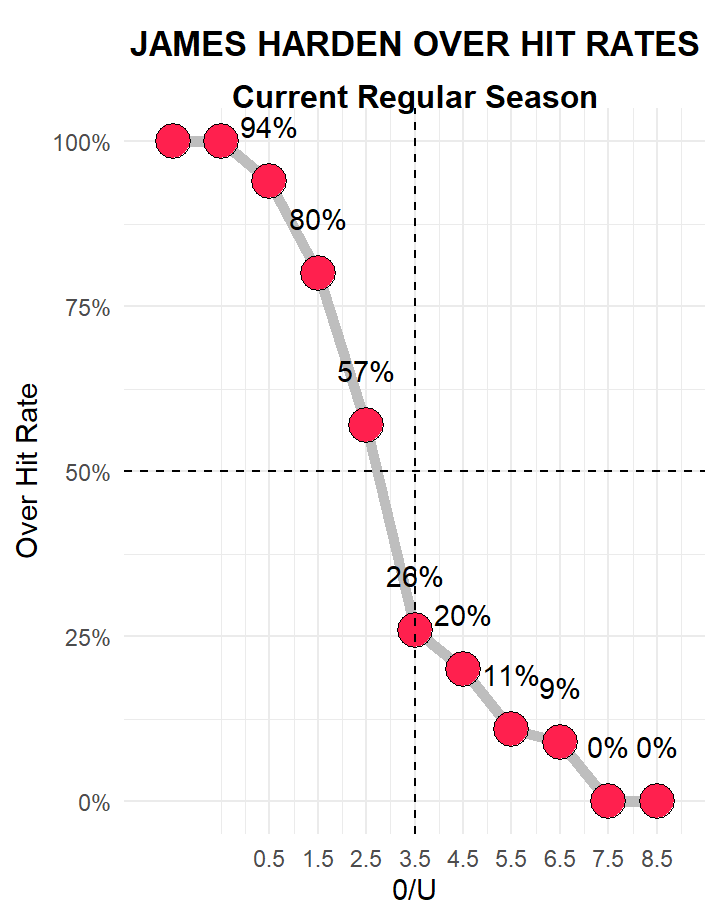 JAMES HARDEN OVER HIT RATES
Current Regular Season
94%
100%
80%
75%
57%
Over Hit Rate
50%
26%
20%
25%
11%
9%
0% 0%
0%
0.5 1.5 2.5 3.5 4.5 5.5 6.5 7.5 8.5
0/U